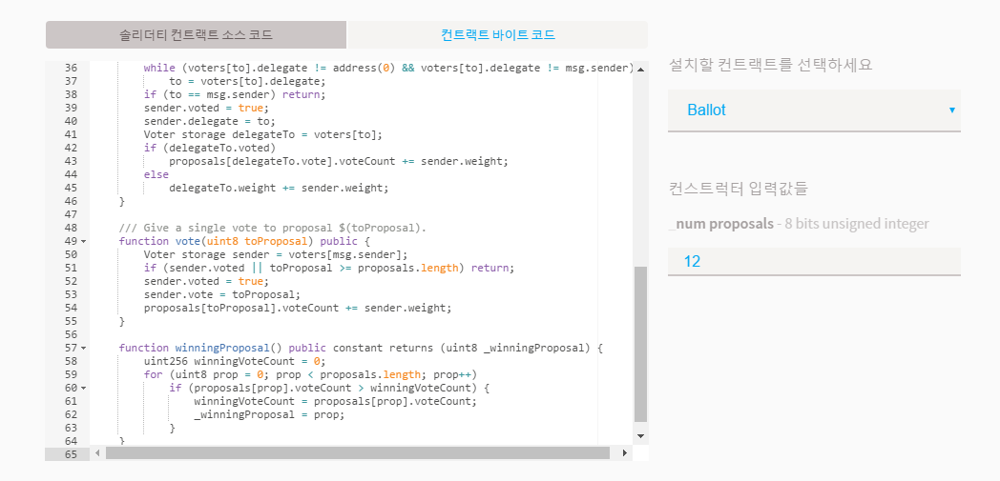 솔리더티 컨트랙트 소스 코드
컨트랙트 바이트 코드
36 while (voters[to].delegate != address(0) && voters[to].delegate != msg.sender)
37 to = voters[to].delegate;
38 if (to == msg.sender) return;
39 sender.voted = true;
40 sender.delegate = to;
41 Voter storage delegateTo = voters[to];
42 if (delegateTo.voted)
43 proposals[delegateTo.vote].voteCount += sender.weight;
44 else
45 delegateTo.weight += sender.weight;
46 }
47
48 /// Give a single vote to proposal $(toProposal).
49 function vote(uint8 toProposal) public {
50 Voter storage sender = voters[msg.sender];
51 if (sender.voted || toProposal >= proposals.length) return;
52 sender.voted = true;
53 sender.vote = toProposal;
54 proposals[toProposal].voteCount += sender.weight;
55 }
56
57 function winningProposal() public constant returns (uint8 _winningProposal) {
58 uint256 winningVoteCount = 0;
59 for (uint8 prop = 0; prop < proposals.length; prop++)
60 if (proposals[prop].voteCount > winningVoteCount) {
61 winningVoteCount = proposals[prop].voteCount;
62 _winningProposal = prop;
63 }
64 }
65
설치할 컨트랙트를 선택하세요
Ballot
컨스트럭터 입력값들
_num proposals - 8 bits unsigned integer
12